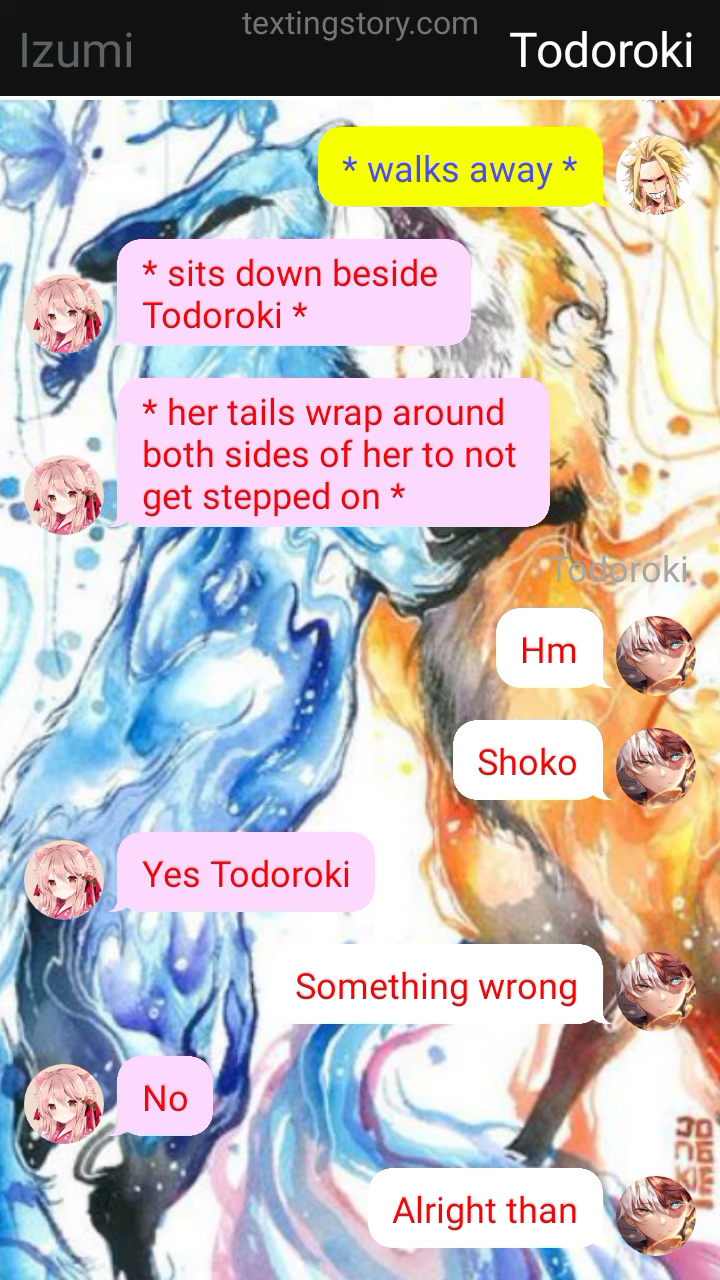 textingstory.com
Izumi
Todoroki
* walks away *
* sits down beside
Todoroki *
* her tails wrap around
both sides of her to not
get stepped on *
Todoroki
Hm
Shoko
Yes Todoroki
Something wrong
No
Alright than